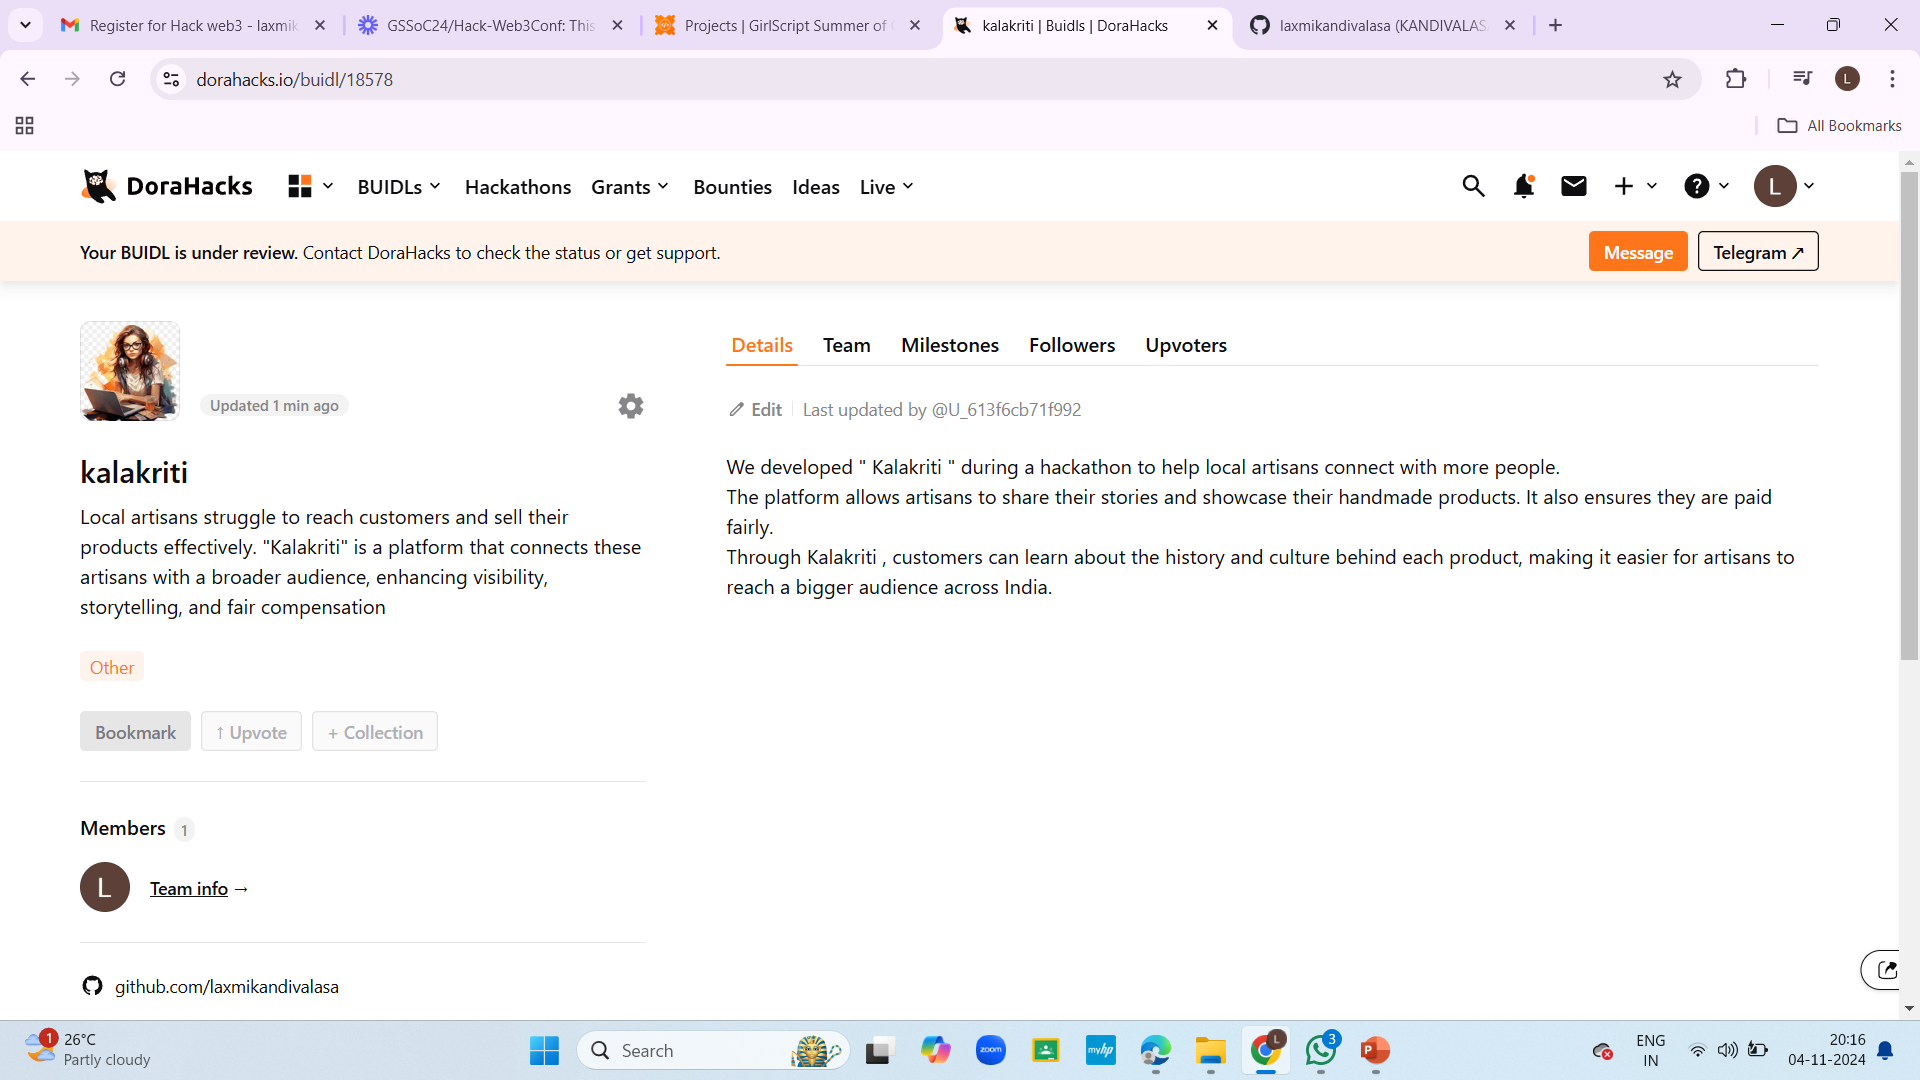 Register for Hack web3 - laxmik
GSSoC24/Hack-Web3Conf: This
Projects | GirlScript Summer of
kalakriti | Buidls | DoraHacks
laxmikandivalasa (KANDIVALAS
dorahacks.io/buidl/18578
L
All Bookmarks
DoraHacks
BUIDLs
Hackathons
Grants
Bounties
Ideas
Live
L
Your BUIDL is under review. Contact DoraHacks to check the status or get support.
Message
Telegram ↗
Updated 1 min ago
kalakriti
Local artisans struggle to reach customers and sell their
products effectively. "Kalakriti" is a platform that connects these
artisans with a broader audience, enhancing visibility,
storytelling, and fair compensation
Other
Bookmark
↑ Upvote
+ Collection
Members 1
L
Team info →
github.com/laxmikandivalasa
Details
Team
Milestones
Followers
Upvoters
Edit
Last updated by @U_613f6cb71f992
We developed " Kalakriti " during a hackathon to help local artisans connect with more people.
The platform allows artisans to share their stories and showcase their handmade products. It also ensures they are paid
fairly.
Through Kalakriti , customers can learn about the history and culture behind each product, making it easier for artisans to
reach a bigger audience across India.
1
26°C
Partly cloudy
Search
zoom
myhp
L
3
P
ENG
IN
20:16
04-11-2024